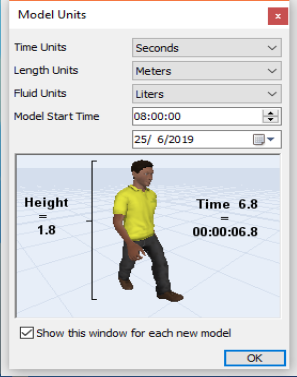 Model Units
x
Time Units Seconds
Length Units Meters
Fluid Units Liters
Model Start Time 08:00:00
25/ 6/2019
Height
=
1.8
Time 6.8
=
00:00:06.8
Show this window for each new model
OK